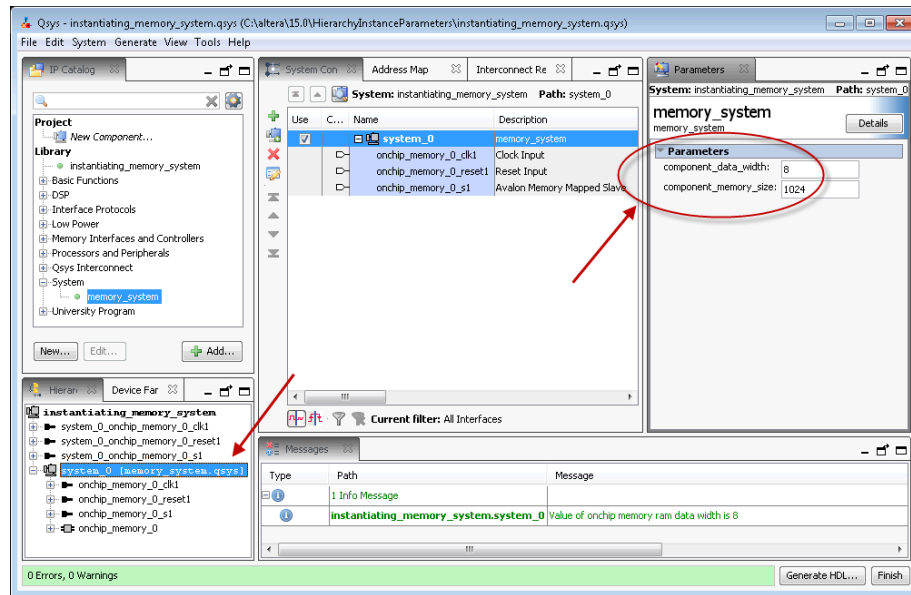 Qsys - instantiating_memory_system.qsys (C:\altera\15.0\HierarchyInstanceParameters\instantiating_memory_system.qsys)
File Edit System Generate View Tools Help
IP Catalog
Project
New Component...
Library
instantiating_memory_system
Basic Functions
DSP
Interface Protocols
Low Power
Memory Interfaces and Controllers
Processors and Peripherals
Qsys Interconnect
System
memory_system
University Program
New... Edit... Add...
System Con Address Map Interconnect Re
System: instantiating_memory_system Path: system_0
Use C... Name Description
system_0 memory_system
onchip_memory_0_clk1 Clock Input
onchip_memory_0_reset1 Reset Input
onchip_memory_0_s1 Avalon Memory Mapped Slave
Current filter: All Interfaces
Parameters
System: instantiating_memory_system Path: system_0
memory_system
memory_system
Details
Parameters
component_data_width: 8
component_memory_size: 1024
Hierar Device Far
instantiating_memory_system
system_0_onchip_memory_0_clk1
system_0_onchip_memory_0_reset1
system_0_onchip_memory_0_s1
system_0 [memory_system.qsys]
onchip_memory_0_clk1
onchip_memory_0_reset1
onchip_memory_0_s1
onchip_memory_0
Messages
Type Path Message
1 Info Message
instantiating_memory_system.system_0 Value of onchip memory ram data width is 8
0 Errors, 0 Warnings
Generate HDL... Finish